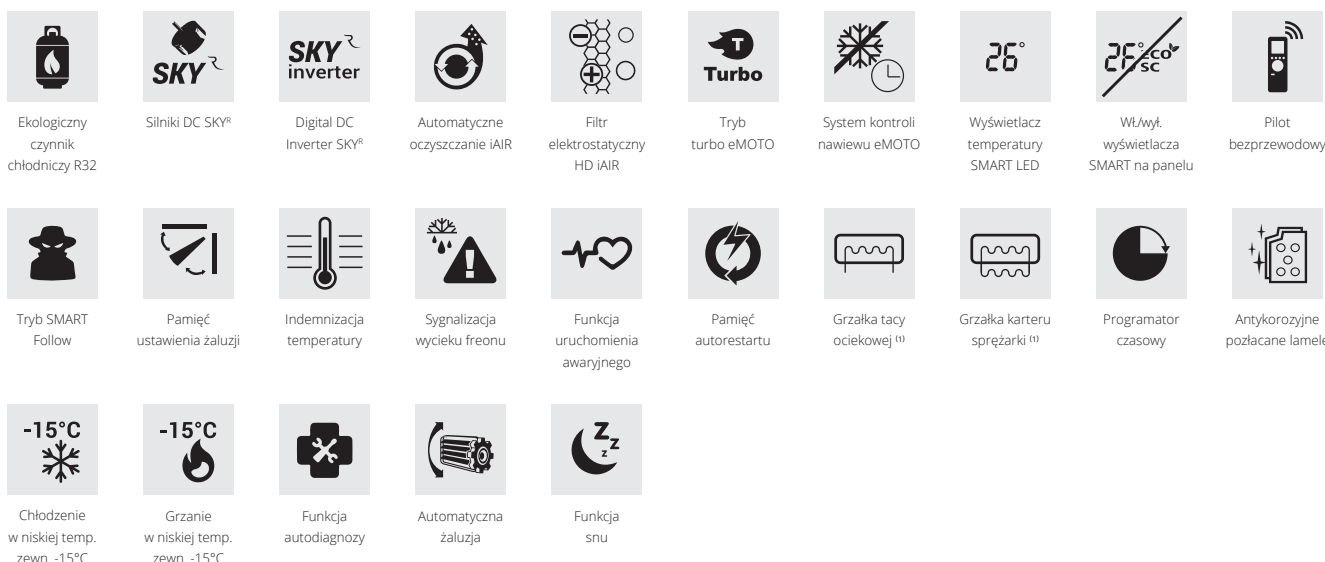 SKY R
SKY R
inverter
T
Turbo
26°
26° eco
SC
Ekologiczny
czynnik
chłodniczy R32
Silniki DC SKYᴿ
Digital DC
Inverter SKYᴿ
Automatyczne
oczyszczanie iAIR
Filtr
elektrostatyczny
HD iAIR
Tryb
turbo eMOTO
System kontroli
nawiewu eMOTO
Wyświetlacz
temperatury
SMART LED
Wł./wył.
wyświetlacza
SMART na panelu
Pilot
bezprzewodowy
Tryb SMART
Follow
Pamięć
ustawienia żaluzji
Indemnizacja
temperatury
Sygnalizacja
wycieku freonu
Funkcja
uruchomienia
awaryjnego
Pamięć
autorestartu
Grzałka tacy
ociekowej ⁽¹⁾
Grzałka karteru
sprężarki ⁽¹⁾
Programator
czasowy
Antykorozyjne
pozłacane lamele
-15°C
-15°C
Z Z z
Chłodzenie
w niskiej temp.
zewn. -15°C
Grzanie
w niskiej temp.
zewn. -15°C
Funkcja
autodiagnozy
Automatyczna
żaluzja
Funkcja
snu